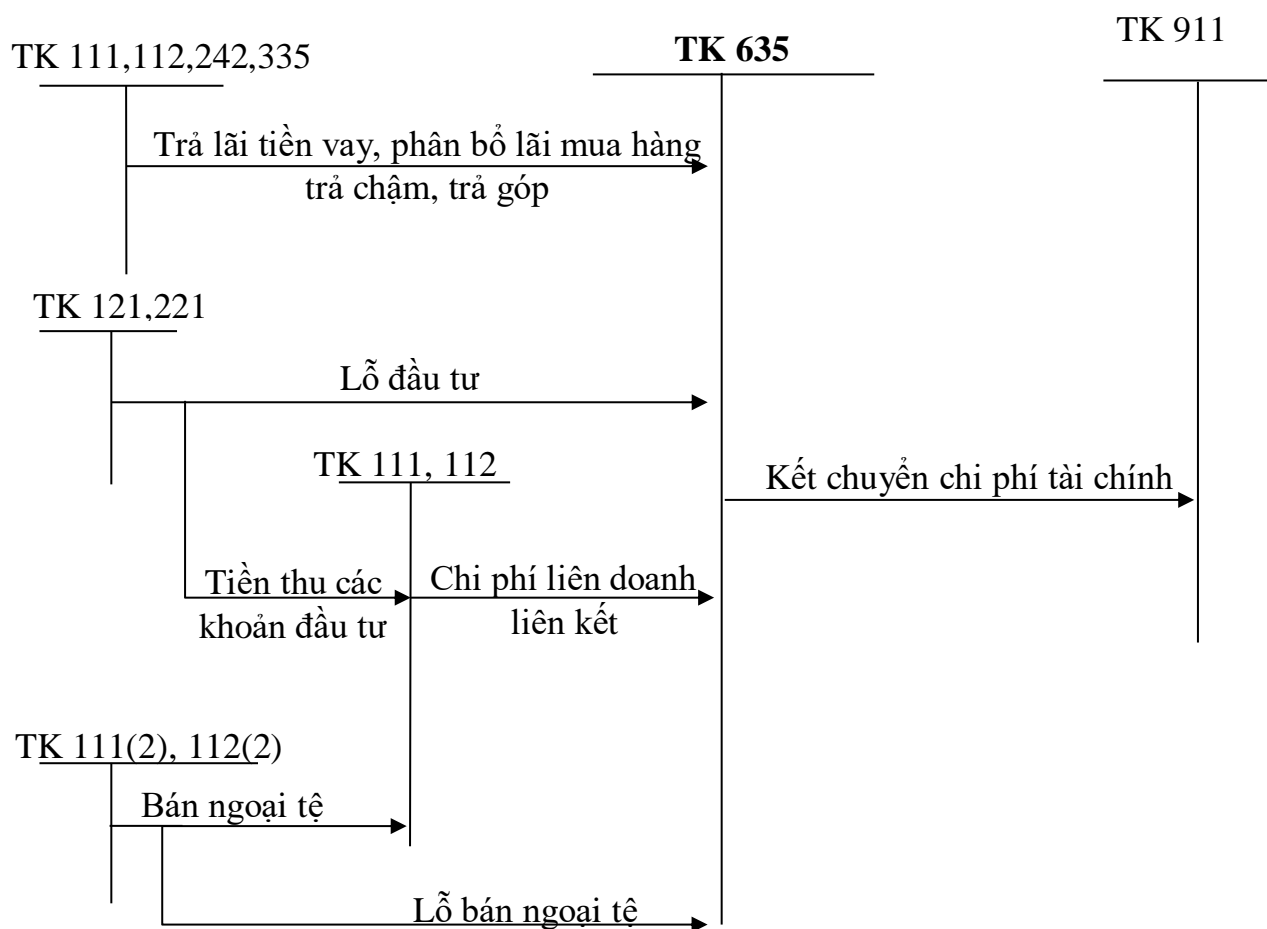 TK 911
TK 635
TK 111,112,242,335
Trả lãi tiền vay, phân bổ lãi mua hàng
trả chậm, trả góp
TK 121,221
Lỗ đầu tư
TK 111, 112
Kết chuyển chi phí tài chính
Tiền thu các
khoản đầu tư
Chi phí liên doanh
liên kết
TK 111(2), 112(2)
Bán ngoại tệ
Lỗ bán ngoại tệ